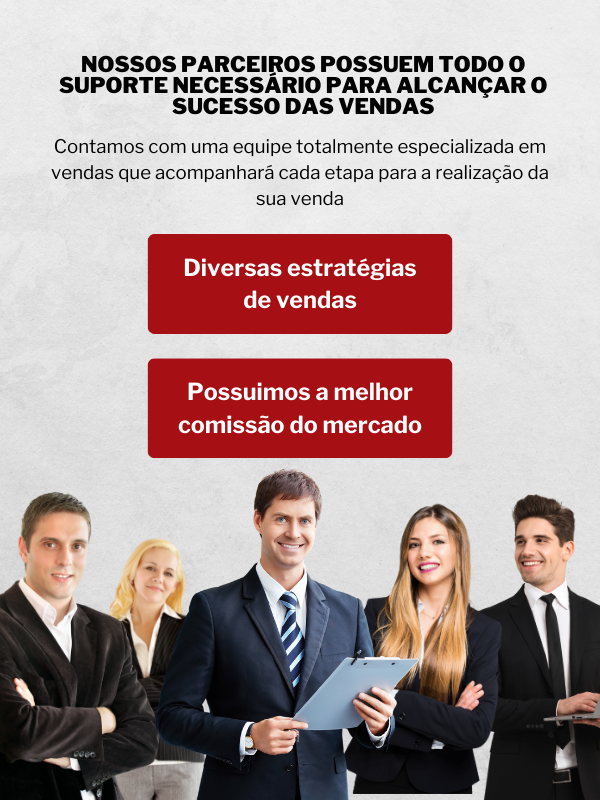 NOSSOS PARCEIROS POSSUEM TODO O
SUPORTE NECESSÁRIO PARA ALCANÇAR O
SUCESSO DAS VENDAS
Contamos com uma equipe totalmente especializada em
vendas que acompanhará cada etapa para a realização da
sua venda
Diversas estratégias
de vendas
Possuimos a melhor
comissão do mercado